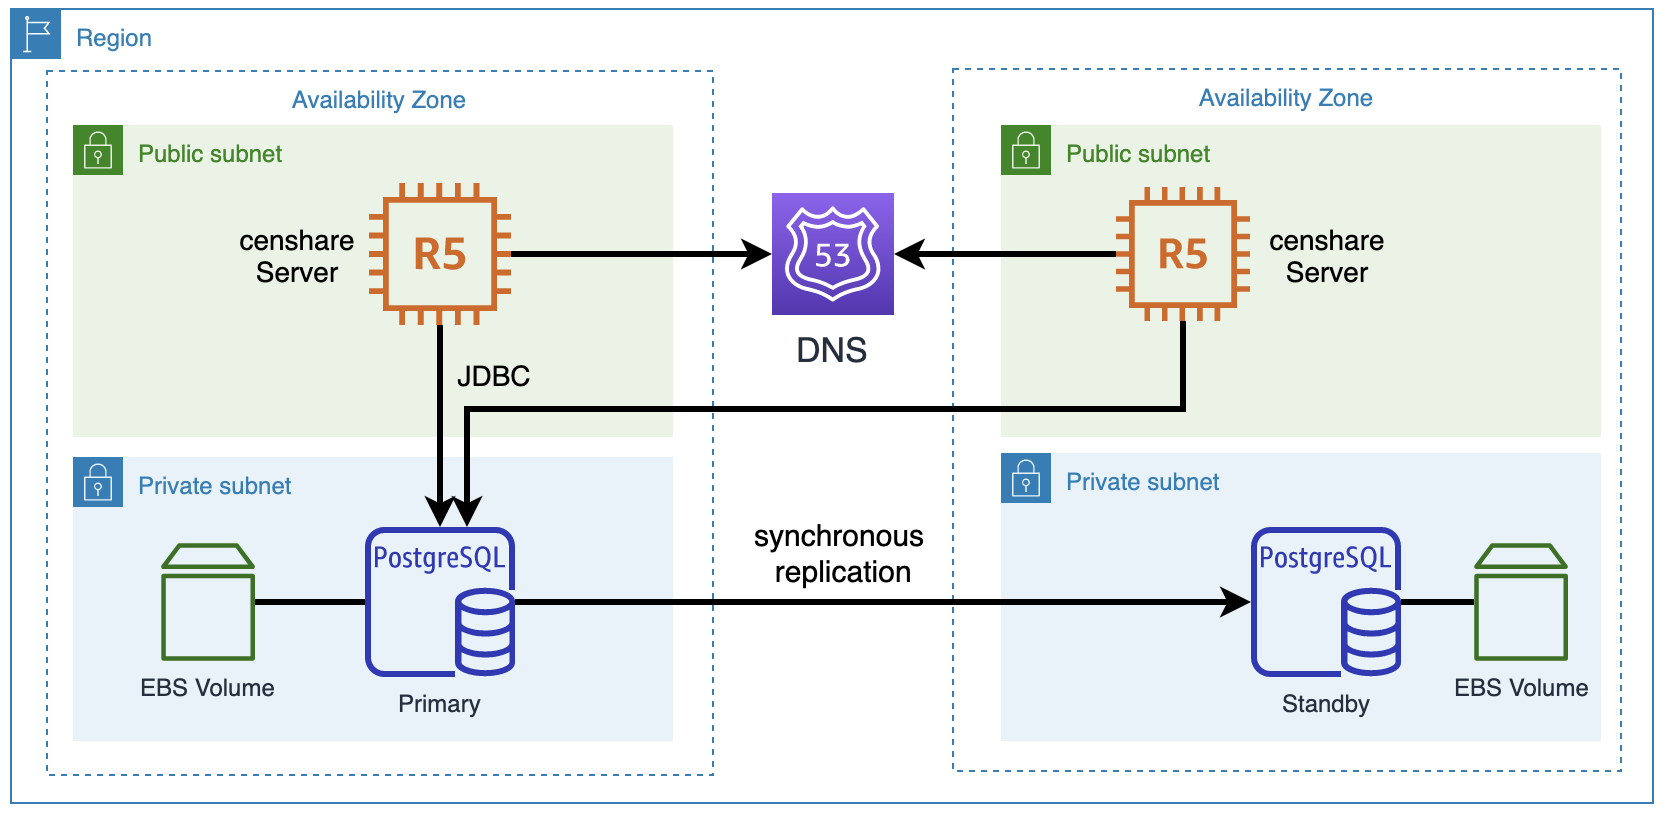 Region
Availability Zone
Availability Zone
Public subnet
Public subnet
censhare
Server
R5
53
R5
censhare
Server
DNS
JDBC
Private subnet
Private subnet
PostgreSQL
synchronous
replication
PostgreSQL
EBS Volume
Primary
Standby
EBS Volume